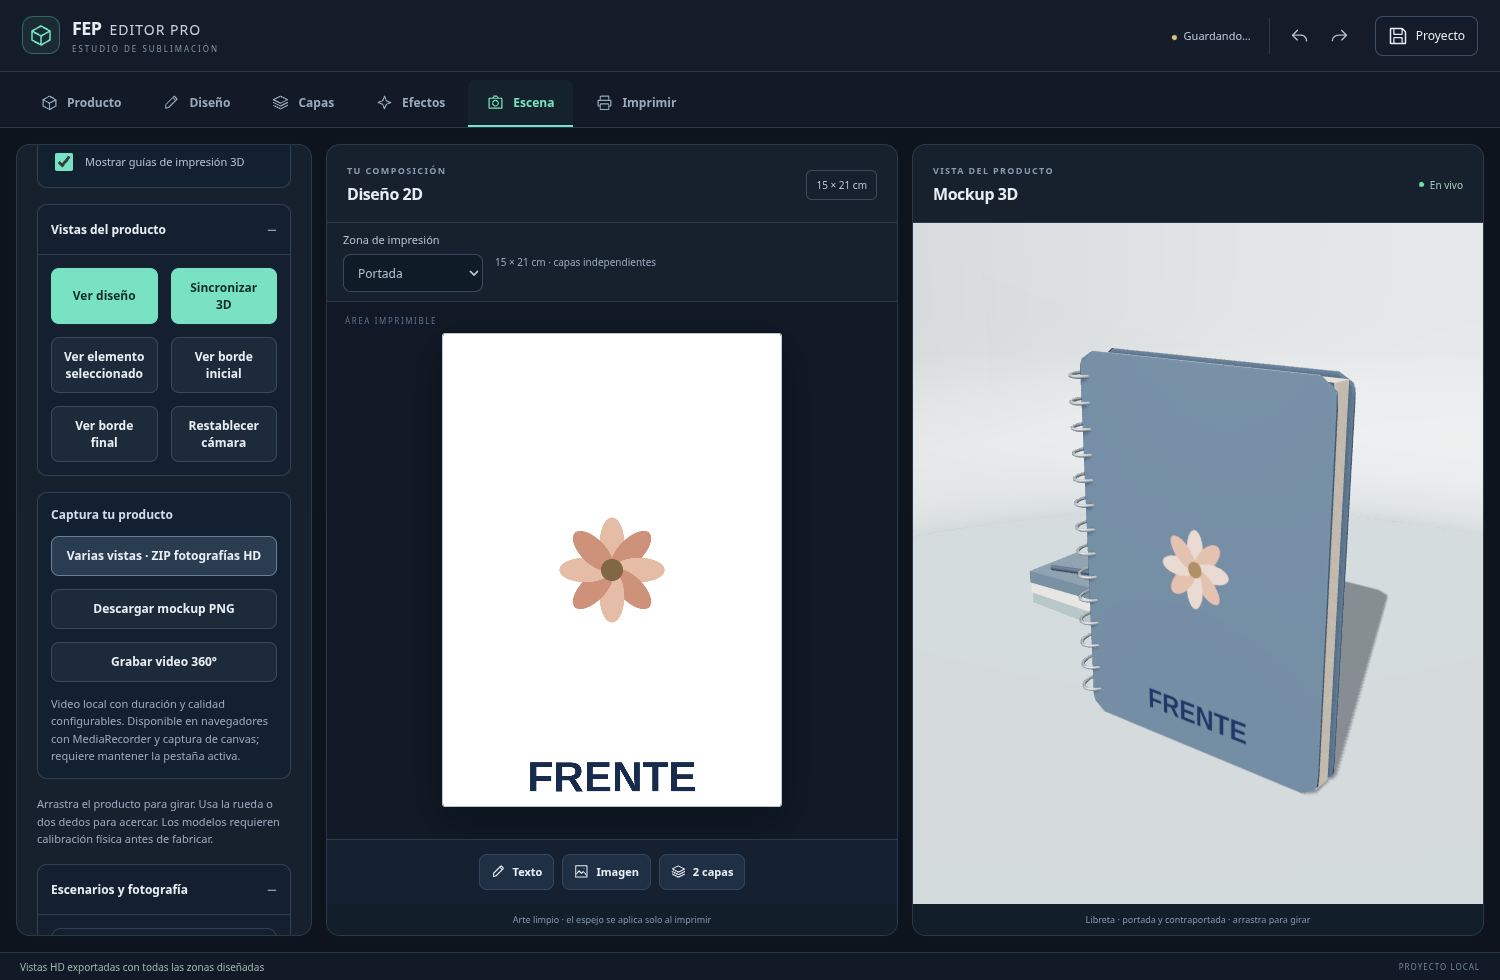 FEP EDITOR PRO
ESTUDIO DE SUBLIMACIÓN
Guardando...
Proyecto
Producto
Diseño
Capas
Efectos
Escena
Imprimir
Mostrar guías de impresión 3D
Vistas del producto
Ver diseño
Sincronizar
3D
Ver elemento
seleccionado
Ver borde
inicial
Ver borde
final
Restablecer
cámara
Captura tu producto
Varias vistas · ZIP fotografías HD
Descargar mockup PNG
Grabar video 360°
Video local con duración y calidad
configurables. Disponible en navegadores
con MediaRecorder y captura de canvas;
requiere mantener la pestaña activa.
Arrastra el producto para girar. Usa la rueda o
dos dedos para acercar. Los modelos requieren
calibración física antes de fabricar.
Escenarios y fotografía
TU COMPOSICIÓN
Diseño 2D
15 × 21 cm
Zona de impresión
Portada
15 × 21 cm · capas independientes
ÁREA IMPRIMIBLE
FRENTE
Texto
Imagen
2 capas
Arte limpio · el espejo se aplica solo al imprimir
VISTA DEL PRODUCTO
Mockup 3D
En vivo
FRENTE
Libreta · portada y contraportada · arrastra para girar
Vistas HD exportadas con todas las zonas diseñadas
PROYECTO LOCAL